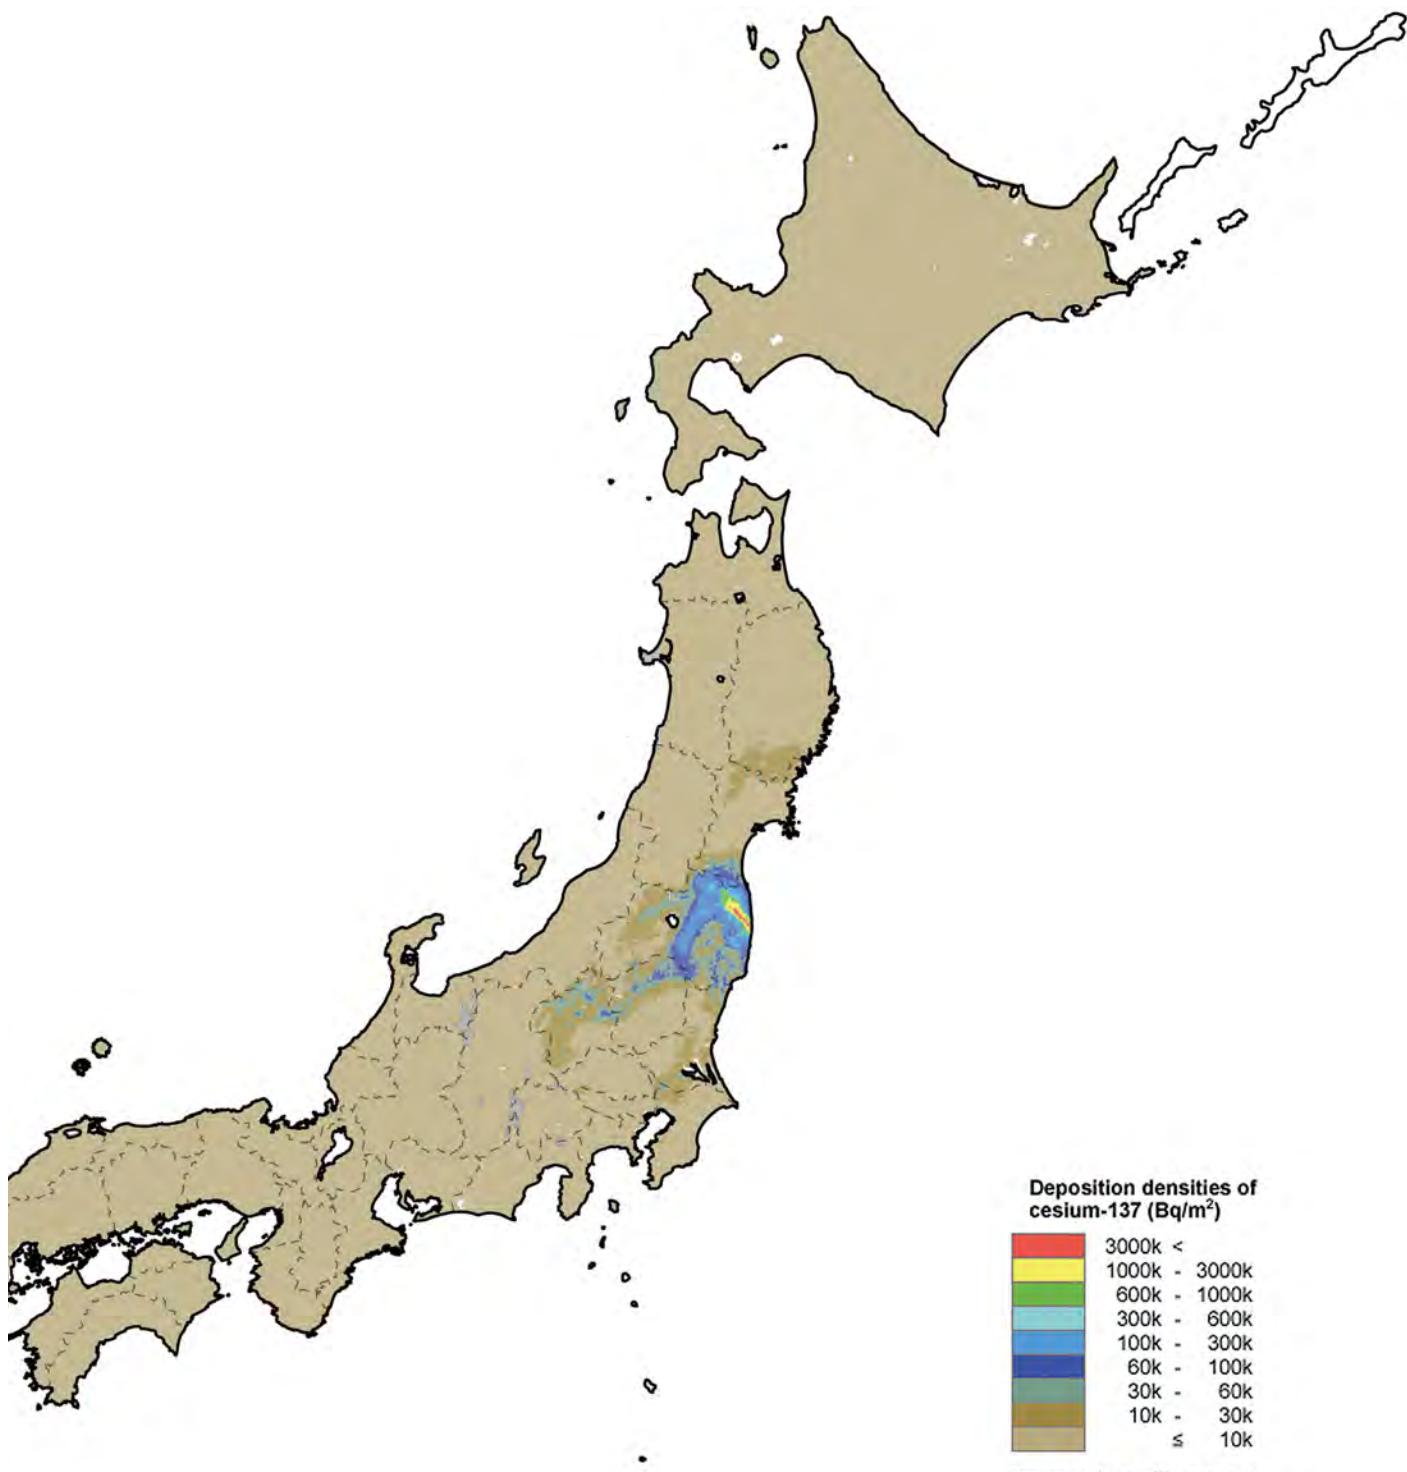 Deposition densities of
cesium-137 (Bq/m²)
3000k <
1000k - 3000k
600k - 1000k
300k - 600k
100k - 300k
60k - 100k
30k - 60k
10k - 30k
≤ 10k